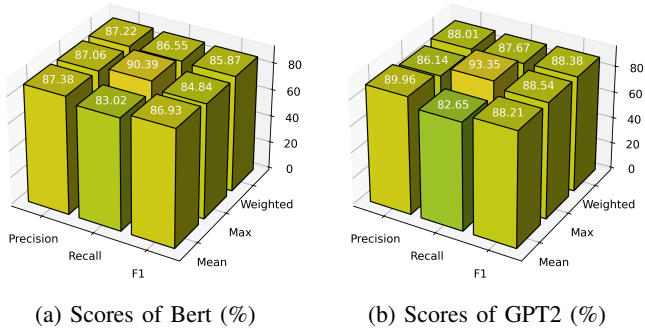 87.22
86.55
85.87
87.06
90.39
84.84
87.38
83.02
86.93
80
60
40
20
0
Weighted
Max
Mean
Precision
Recall
F1
(a) Scores of Bert (%)
88.01
87.67
88.38
86.14
93.35
88.54
89.96
82.65
88.21
80
60
40
20
0
Weighted
Max
Mean
Precision
Recall
F1
(b) Scores of GPT2 (%)